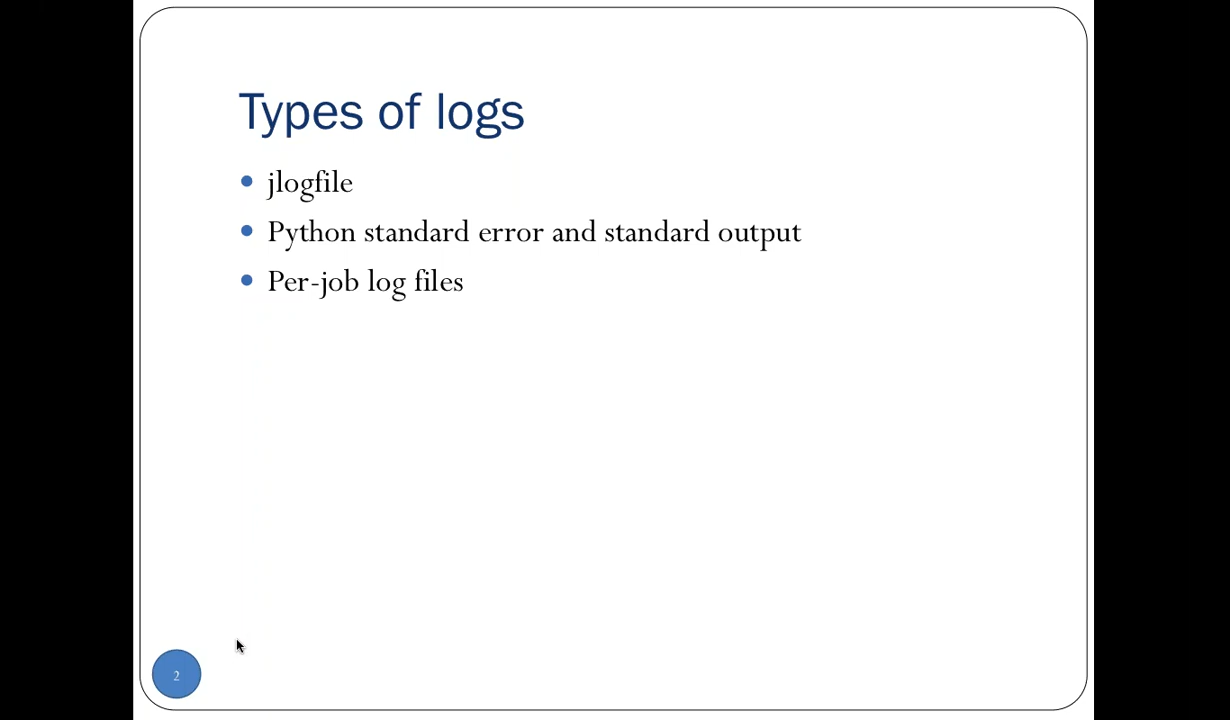 Types of logs
jlogfile
Python standard error and standard output
Per-job log files
2